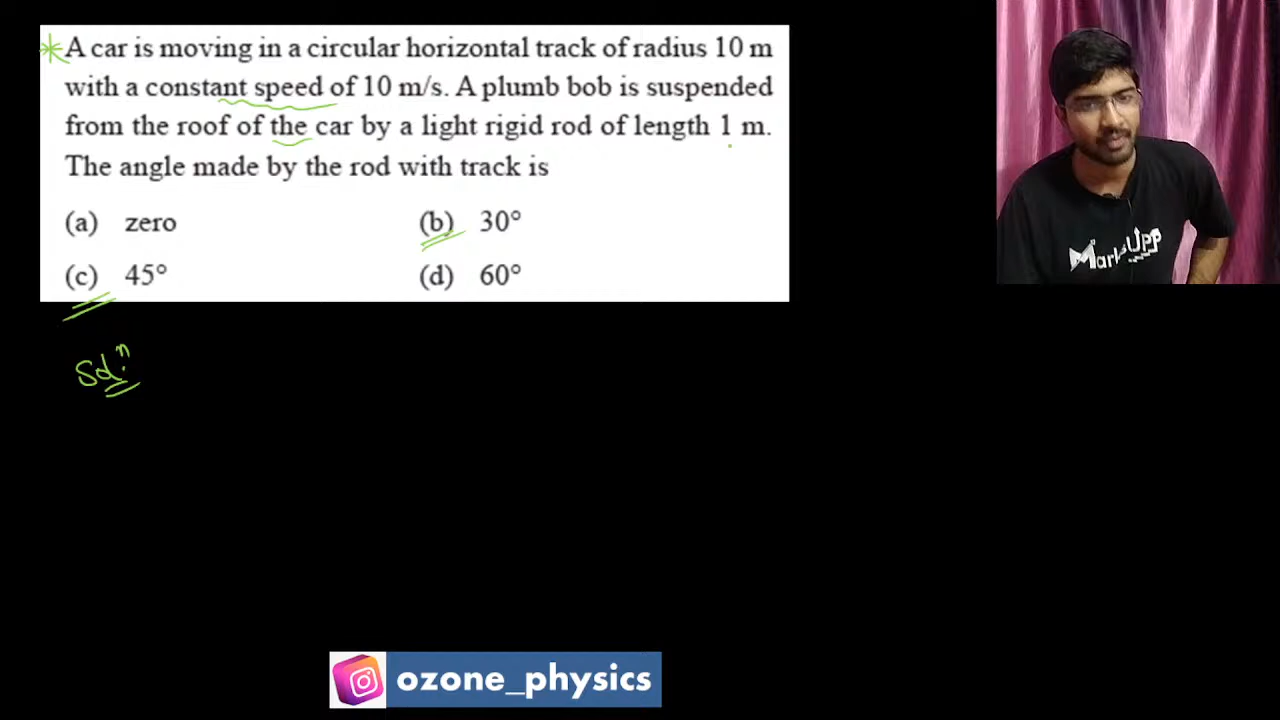 * A car is moving in a circular horizontal track of radius 10 m
with a constant speed of 10 m/s. A plumb bob is suspended
from the roof of the car by a light rigid rod of length 1 m.
The angle made by the rod with track is
(a) zero (b) 30°
(c) 45° (d) 60°
Solⁿ:
MarksUPP
ozone_physics